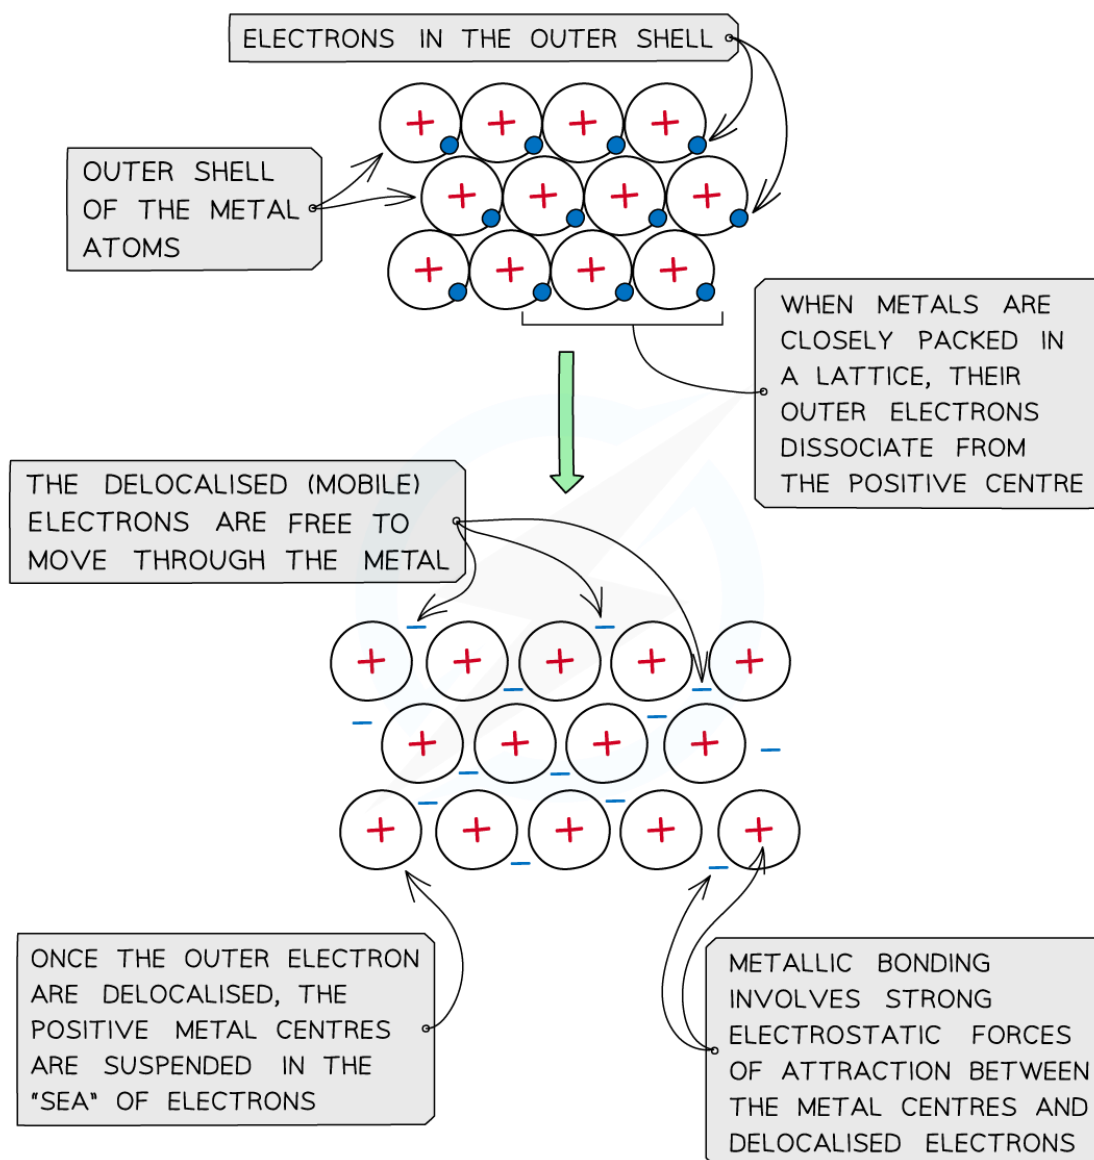 ELECTRONS IN THE OUTER SHELL
OUTER SHELL
OF THE METAL
ATOMS
WHEN METALS ARE
CLOSELY PACKED IN
A LATTICE, THEIR
OUTER ELECTRONS
DISSOCIATE FROM
THE POSITIVE CENTRE
THE DELOCALISED (MOBILE)
ELECTRONS ARE FREE TO
MOVE THROUGH THE METAL
ONCE THE OUTER ELECTRON
ARE DELOCALISED, THE
POSITIVE METAL CENTRES
ARE SUSPENDED IN THE
"SEA" OF ELECTRONS
METALLIC BONDING
INVOLVES STRONG
ELECTROSTATIC FORCES
OF ATTRACTION BETWEEN
THE METAL CENTRES AND
DELOCALISED ELECTRONS